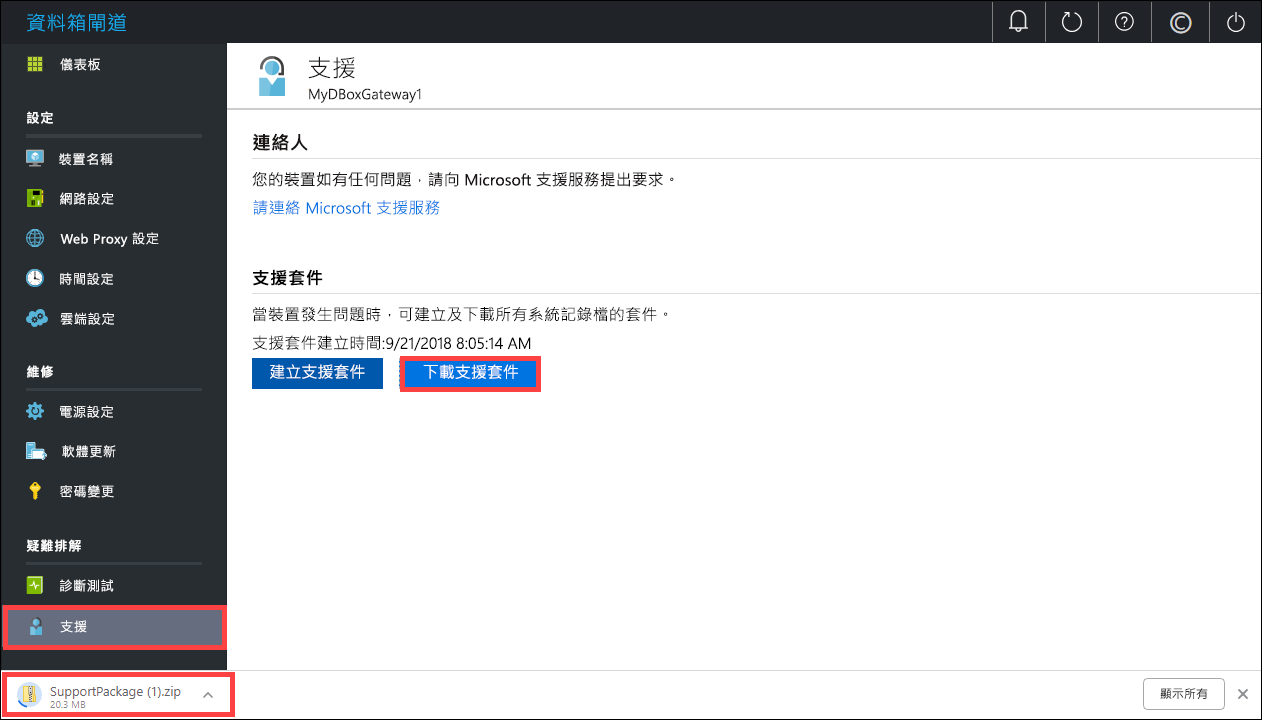 資料箱閘道
儀表板
設定
裝置名稱
網路設定
Web Proxy 設定
時間設定
雲端設定
維修
電源設定
軟體更新
密碼變更
疑難排解
診斷測試
支援
支援
MyDBoxGateway1
連絡人
您的裝置如有任何問題，請向 Microsoft 支援服務提出要求。
請連絡 Microsoft 支援服務
支援套件
當裝置發生問題時，可建立及下載所有系統記錄檔的套件。
支援套件建立時間:9/21/2018 8:05:14 AM
建立支援套件
下載支援套件
SupportPackage (1).zip
20.3 MB
顯示所有